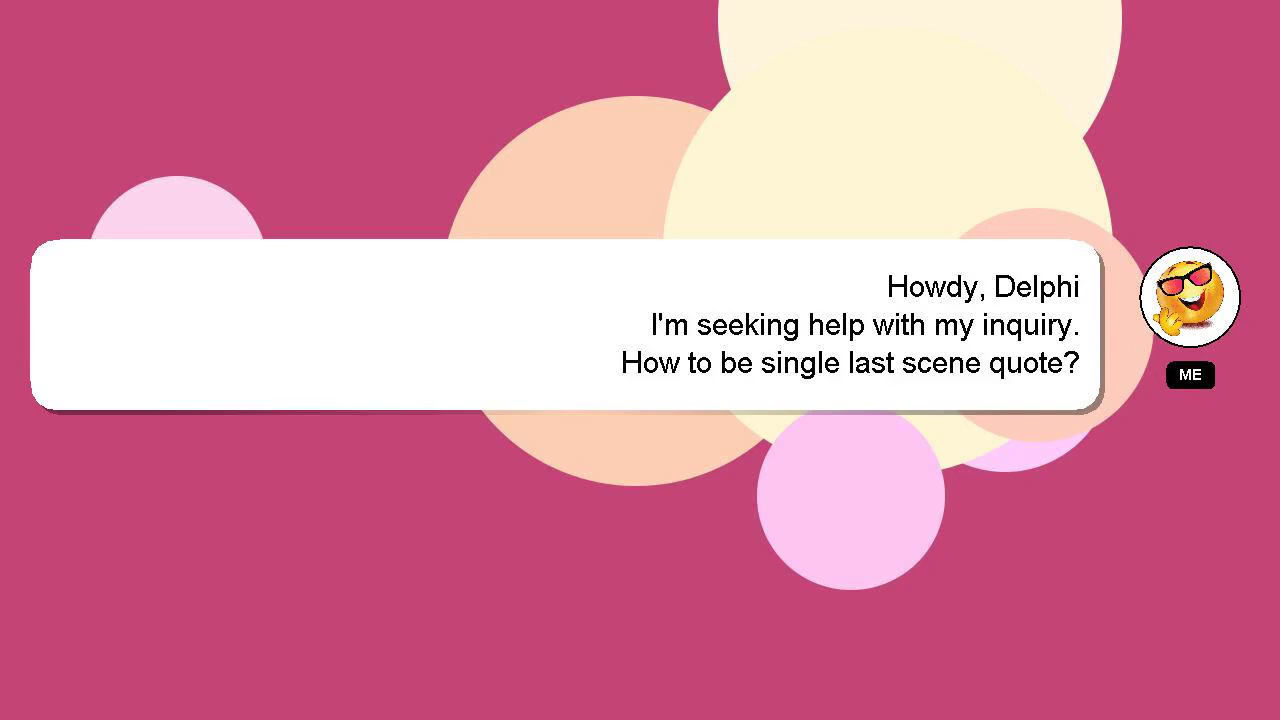 Howdy, Delphi
I'm seeking help with my inquiry.
How to be single last scene quote?
ME